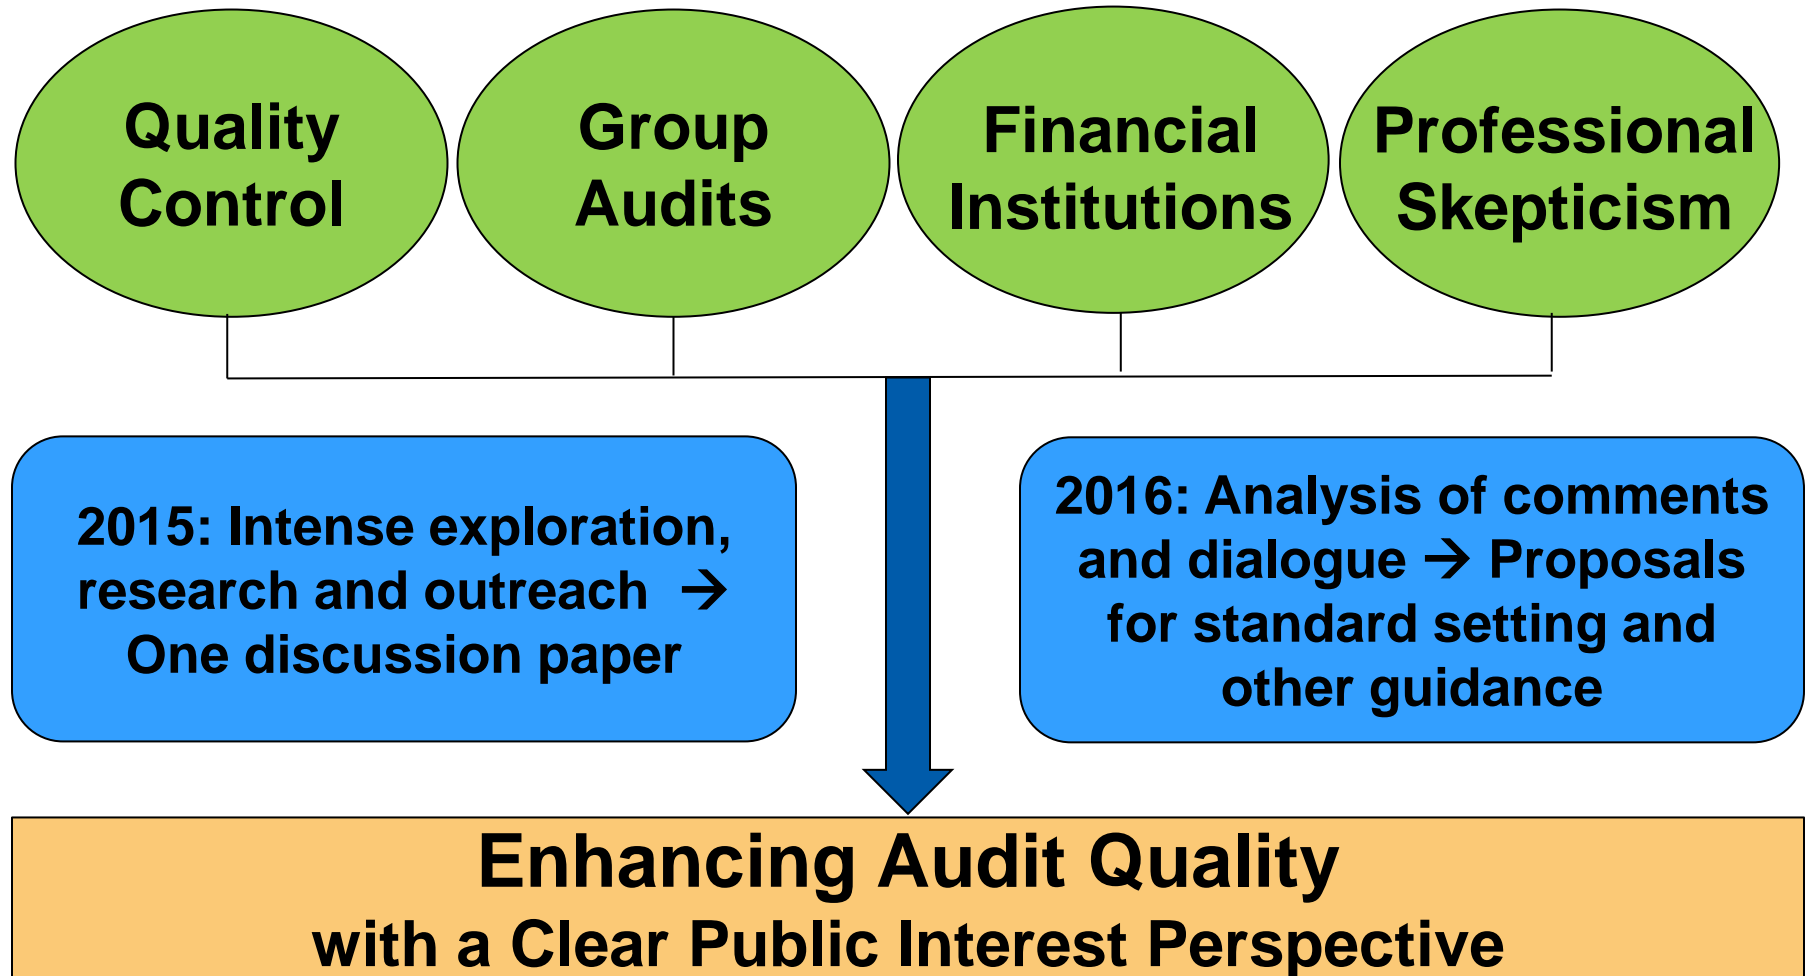 Quality
Control
Group
Audits
Financial
Institutions
Professional
Skepticism
2015: Intense exploration,
research and outreach →
One discussion paper
2016: Analysis of comments
and dialogue → Proposals
for standard setting and
other guidance
Enhancing Audit Quality
with a Clear Public Interest Perspective